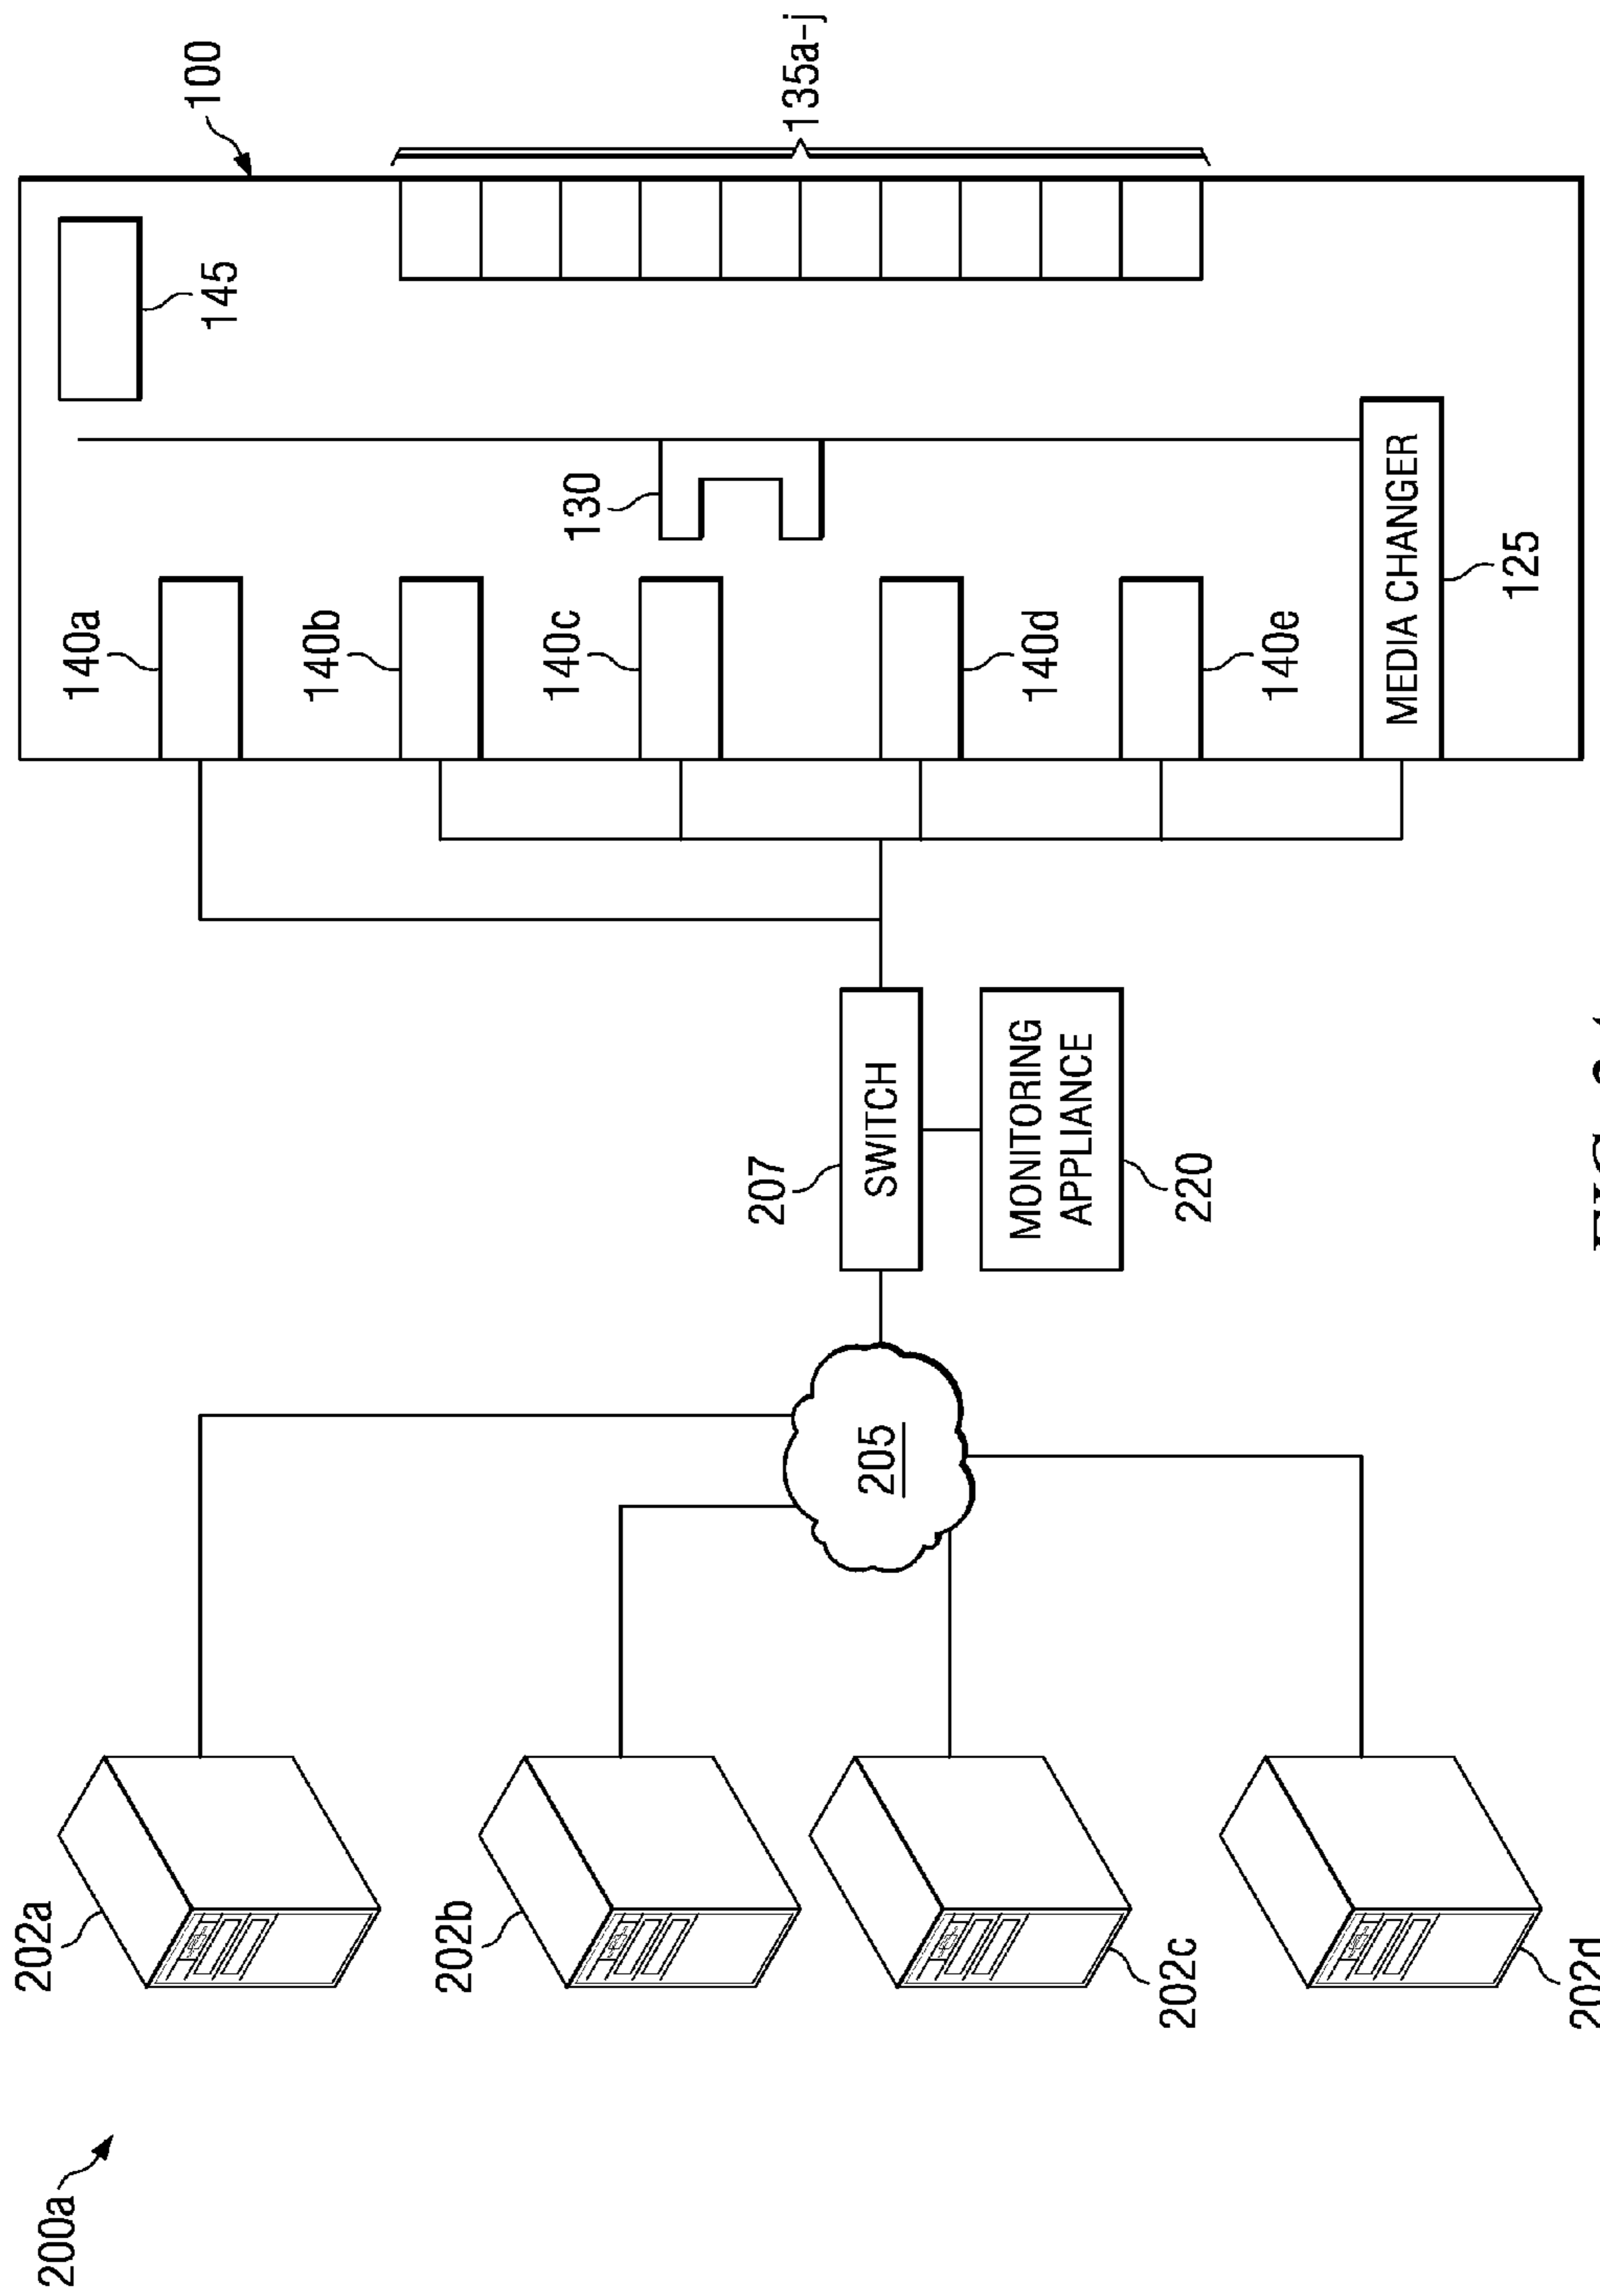 200a
202a
202b
202c
202d
205
207
SWITCH
MONITORING
APPLIANCE
220
140a
140b
140c
140d
140e
130
MEDIA CHANGER
125
145
100
135a-j